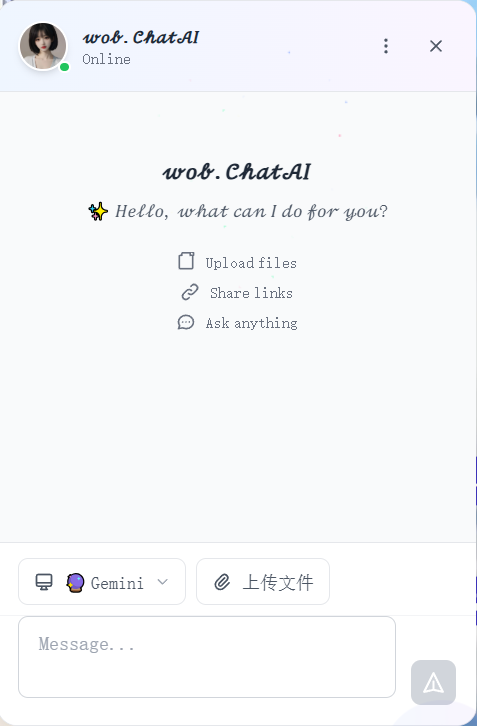 wob.ChatAI
Online
wob.ChatAI
✨ Hello, what can I do for you?
Upload files
Share links
Ask anything
🔮 Gemini
上传文件
Message...